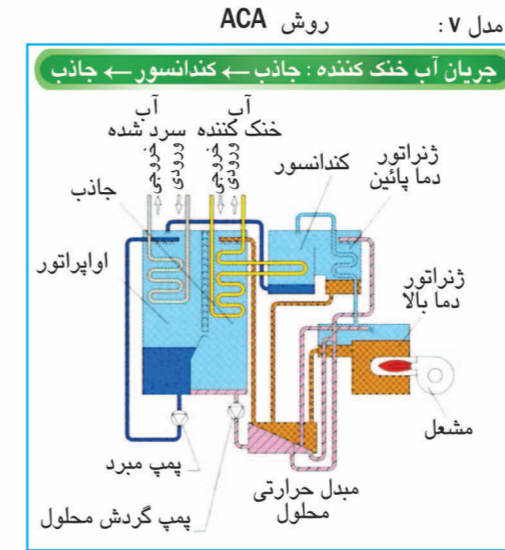 مدل ۷ : روش ACA
جریان آب خنک کننده : جاذب ← کندانسور ← جاذب
آب
سرد شده
خروجی
ورودی
آب
خنک کننده
خروجی
ورودی
کندانسور
ژنراتور
دما پائین
جاذب
اواپراتور
ژنراتور
دما بالا
مشعل
پمپ مبرد
مبدل حرارتی
محلول
پمپ گردش محلول